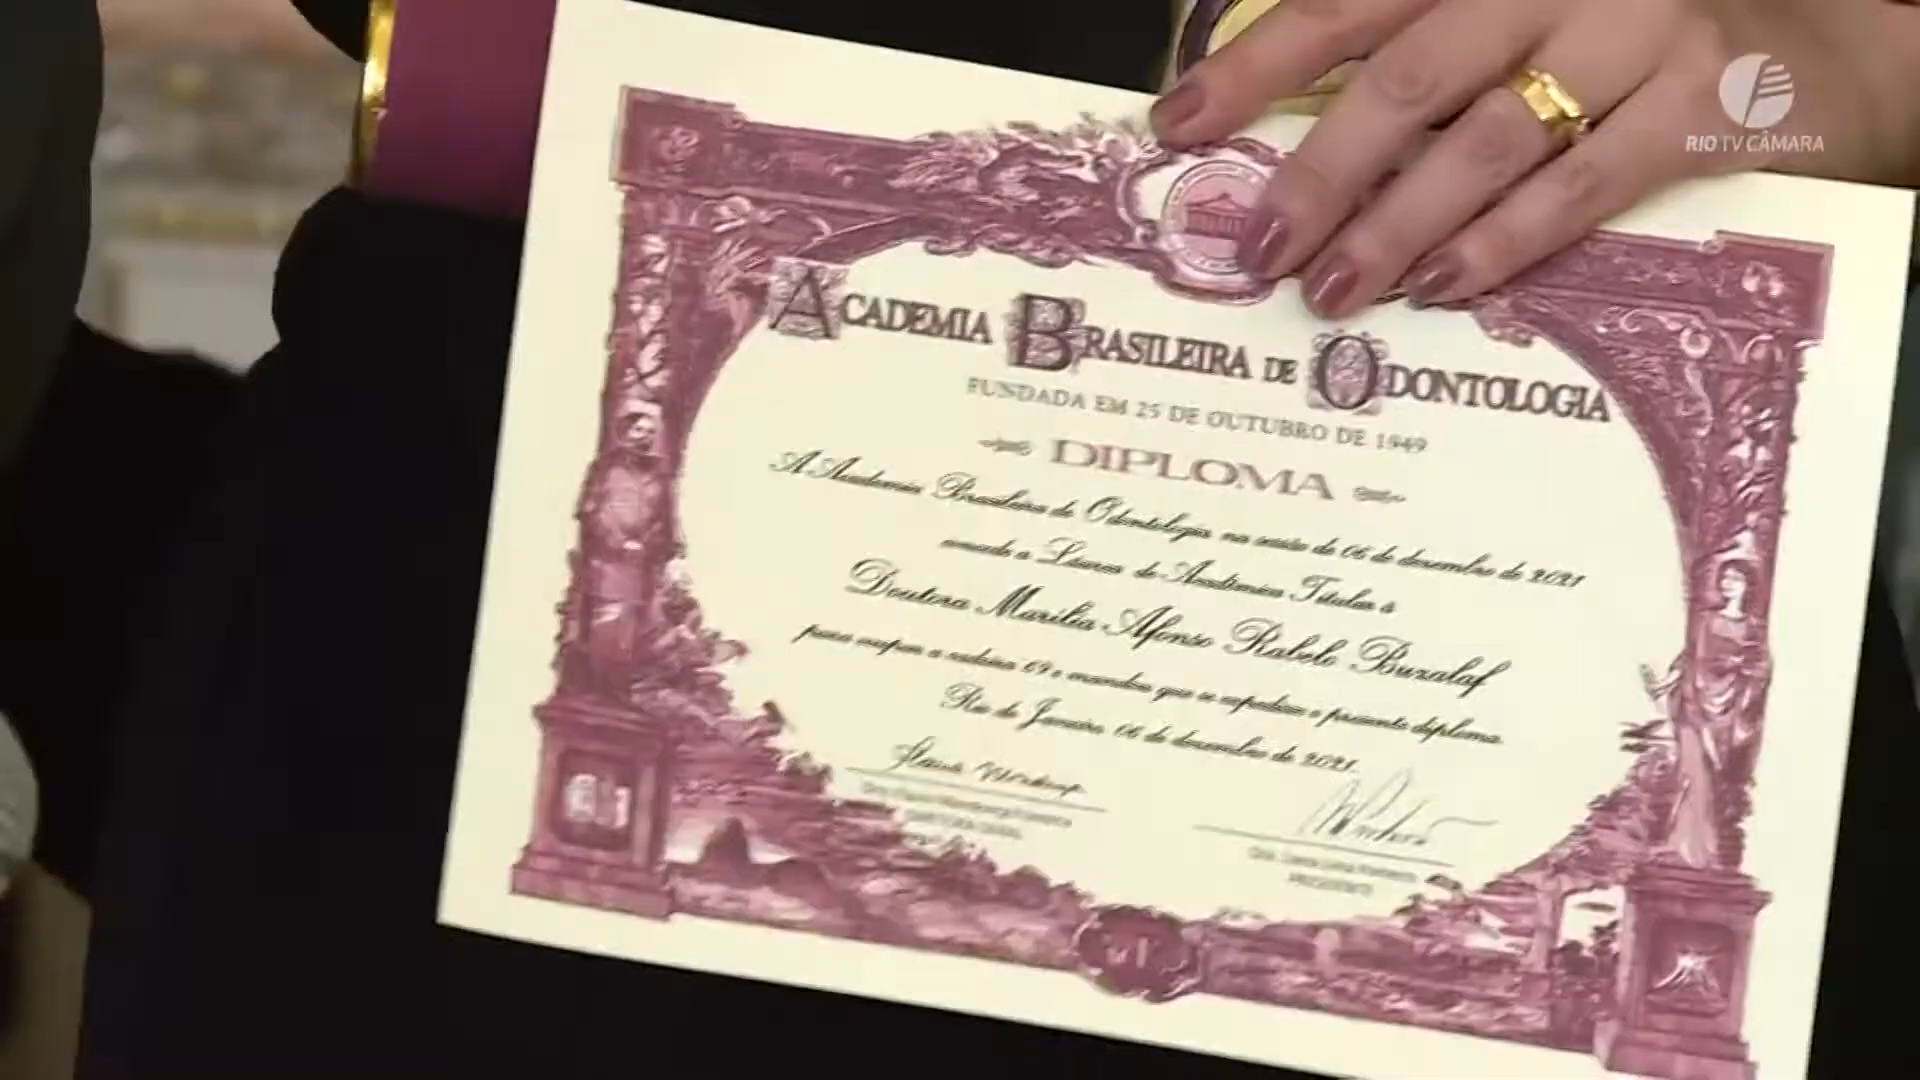 RIO TV CÂMARA
ACADEMIA BRASILEIRA DE ODONTOLOGIA
FUNDADA EM 25 DE OUTUBRO DE 1949
DIPLOMA
A Academia Brasileira de Odontologia, na sessão de 06 de dezembro de 2021
concede a Láurea de Acadêmica Titular à
Doutora Marília Afonso Rabelo Buzalaf
para ocupar a cadeira 69 e mandou que se expedisse o presente diploma.
Rio de Janeiro, 06 de dezembro de 2021.